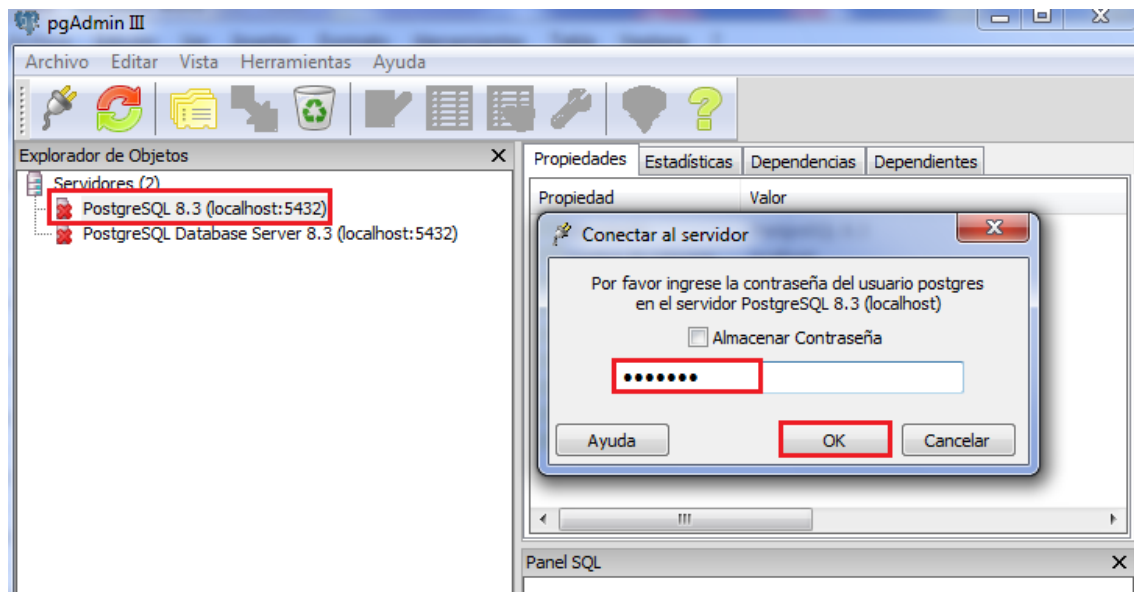 pgAdmin III
Archivo Editar Vista Herramientas Ayuda
Explorador de Objetos
Servidores (2)
PostgreSQL 8.3 (localhost:5432)
PostgreSQL Database Server 8.3 (localhost:5432)
Propiedades Estadísticas Dependencias Dependientes
Propiedad Valor
Conectar al servidor
Por favor ingrese la contraseña del usuario postgres
en el servidor PostgreSQL 8.3 (localhost)
Almacenar Contraseña
Ayuda OK Cancelar
Panel SQL